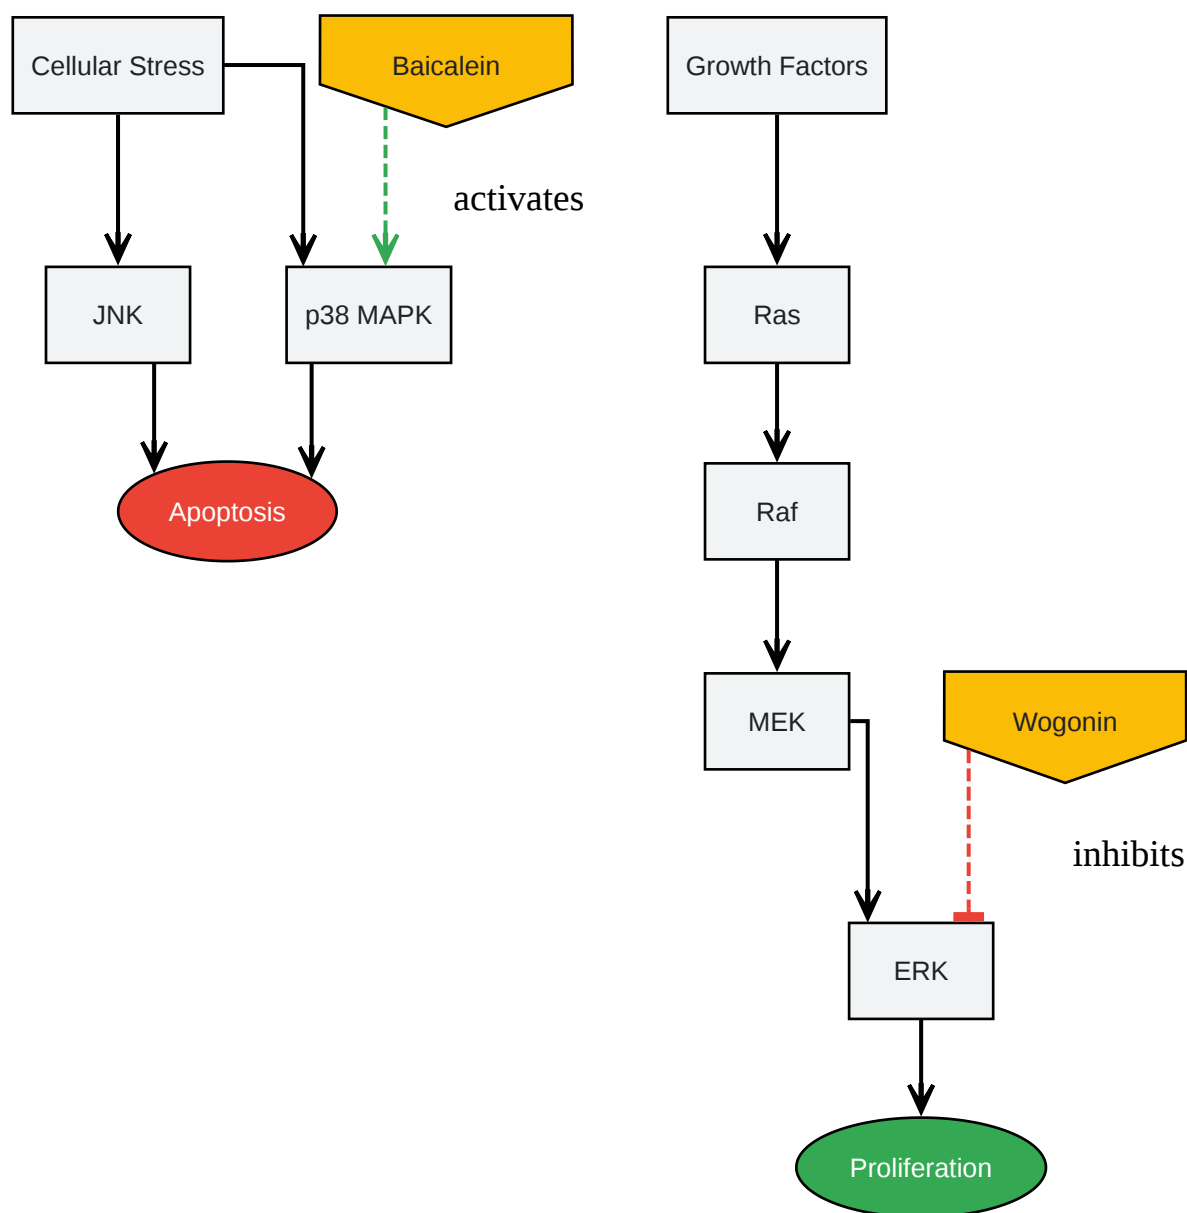 Cellular Stress
Baicalein
Growth Factors
activates
JNK
p38 MAPK
Ras
Apoptosis
Raf
MEK
Wogonin
inhibits
ERK
Proliferation